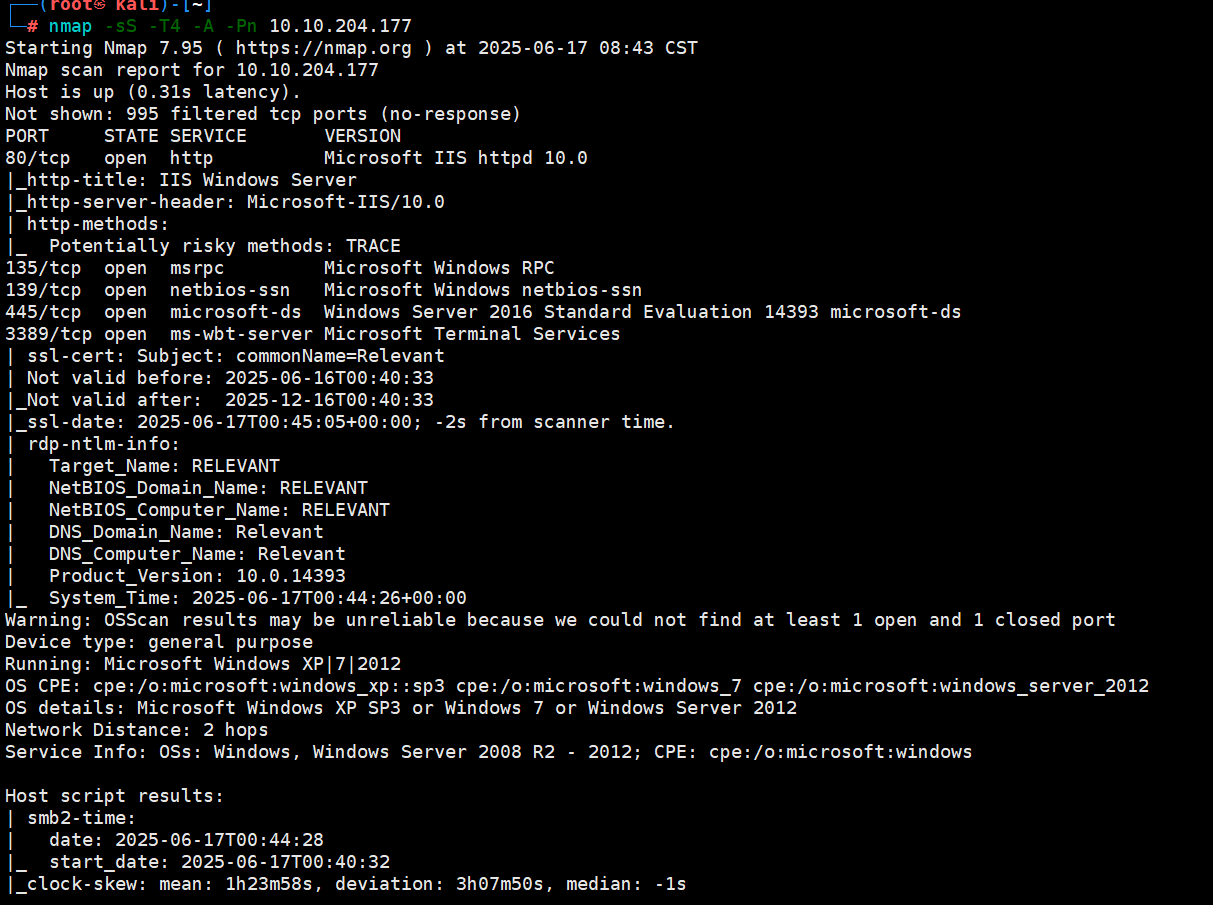 ┌──(root㉿kali)-[~]
└─# nmap -sS -T4 -A -Pn 10.10.204.177
Starting Nmap 7.95 ( https://nmap.org ) at 2025-06-17 08:43 CST
Nmap scan report for 10.10.204.177
Host is up (0.31s latency).
Not shown: 995 filtered tcp ports (no-response)
PORT     STATE SERVICE       VERSION
80/tcp   open  http          Microsoft IIS httpd 10.0
|_http-title: IIS Windows Server
|_http-server-header: Microsoft-IIS/10.0
| http-methods:
|_  Potentially risky methods: TRACE
135/tcp  open  msrpc         Microsoft Windows RPC
139/tcp  open  netbios-ssn   Microsoft Windows netbios-ssn
445/tcp  open  microsoft-ds  Windows Server 2016 Standard Evaluation 14393 microsoft-ds
3389/tcp open  ms-wbt-server Microsoft Terminal Services
| ssl-cert: Subject: commonName=Relevant
| Not valid before: 2025-06-16T00:40:33
|_Not valid after:  2025-12-16T00:40:33
|_ssl-date: 2025-06-17T00:45:05+00:00; -2s from scanner time.
| rdp-ntlm-info:
|   Target_Name: RELEVANT
|   NetBIOS_Domain_Name: RELEVANT
|   NetBIOS_Computer_Name: RELEVANT
|   DNS_Domain_Name: Relevant
|   DNS_Computer_Name: Relevant
|   Product_Version: 10.0.14393
|_  System_Time: 2025-06-17T00:44:26+00:00
Warning: OSScan results may be unreliable because we could not find at least 1 open and 1 closed port
Device type: general purpose
Running: Microsoft Windows XP|7|2012
OS CPE: cpe:/o:microsoft:windows_xp::sp3 cpe:/o:microsoft:windows_7 cpe:/o:microsoft:windows_server_2012
OS details: Microsoft Windows XP SP3 or Windows 7 or Windows Server 2012
Network Distance: 2 hops
Service Info: OSs: Windows, Windows Server 2008 R2 - 2012; CPE: cpe:/o:microsoft:windows

Host script results:
| smb2-time:
|   date: 2025-06-17T00:44:28
|_  start_date: 2025-06-17T00:40:32
|_clock-skew: mean: 1h23m58s, deviation: 3h07m50s, median: -1s